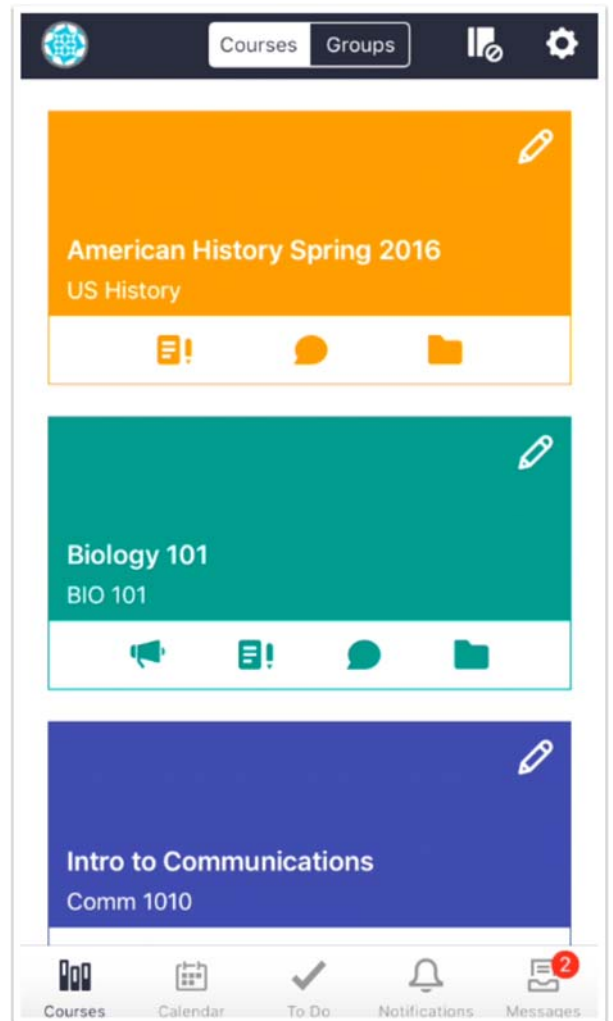 Courses Groups
American History Spring 2016
US History
Biology 101
BIO 101
Intro to Communications
Comm 1010
2
Courses Calendar To Do Notifications Messages